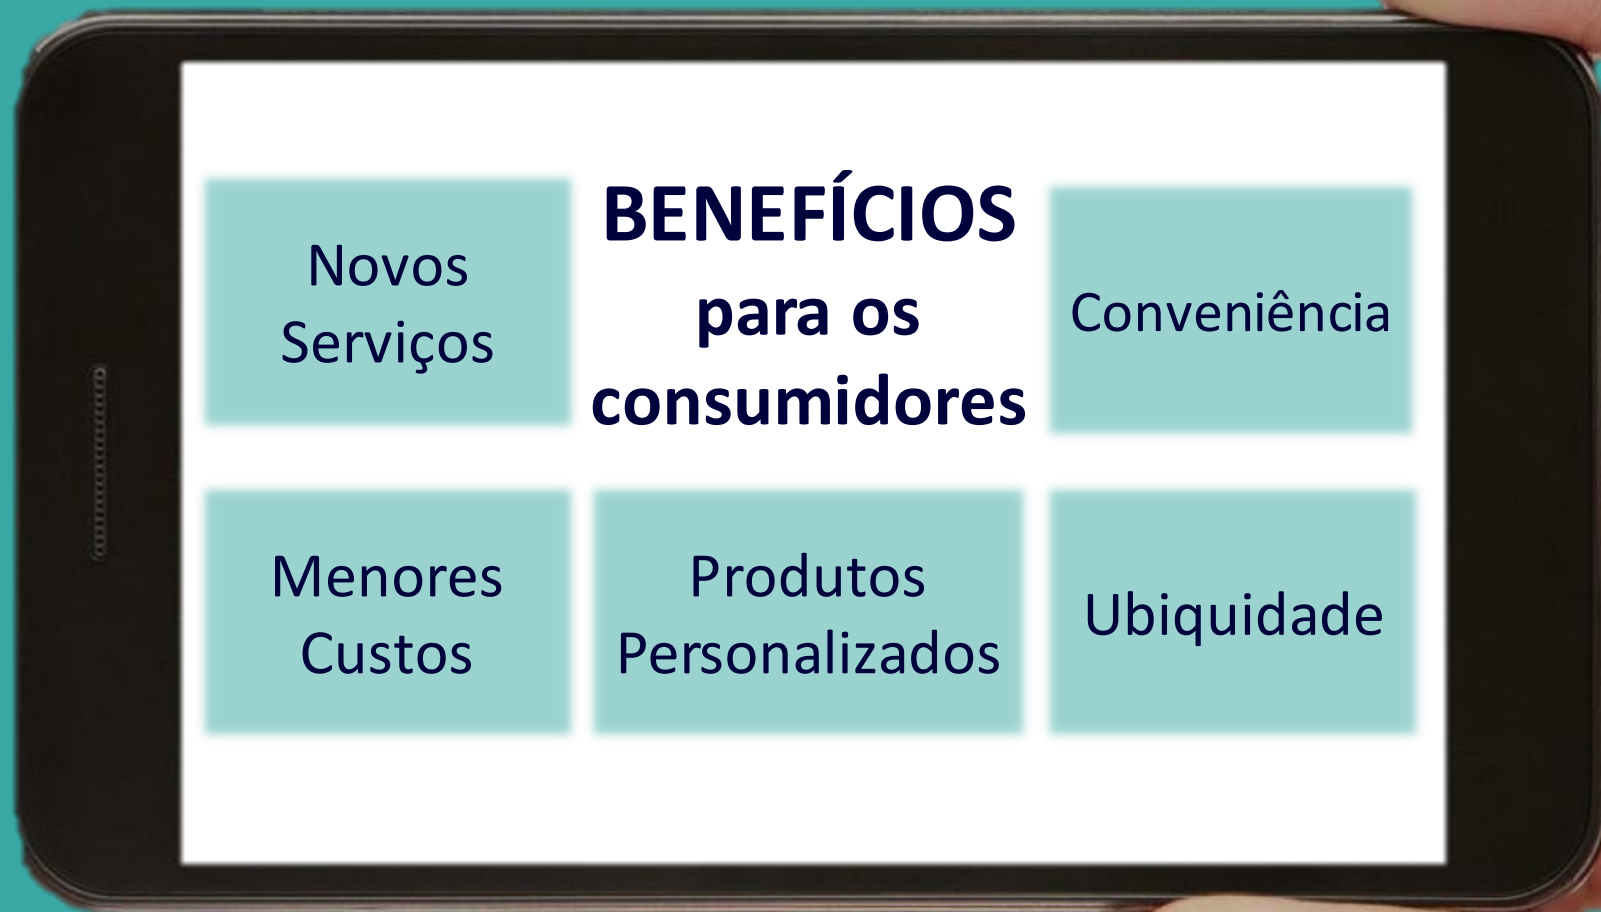 Novos
Serviços
BENEFÍCIOS
para os
consumidores
Conveniência
Menores
Custos
Produtos
Personalizados
Ubiquidade